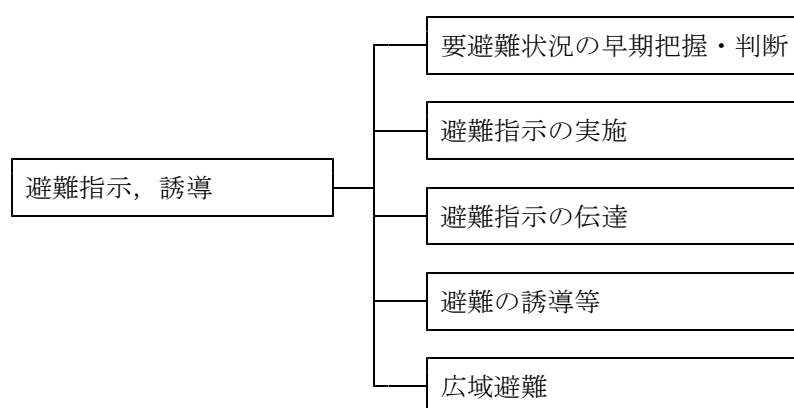 要避難状況の早期把握・判断
避難指示の実施
避難指示，誘導
避難指示の伝達
避難の誘導等
広域避難